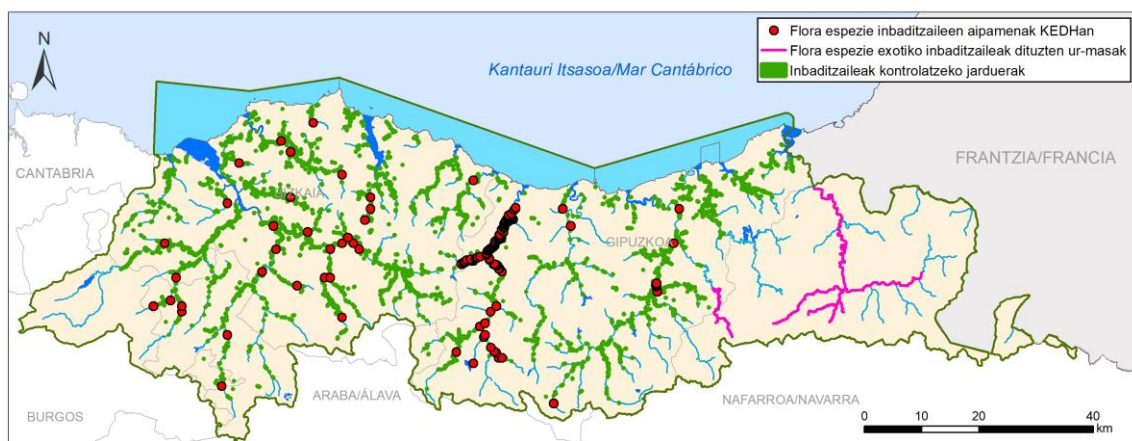 N
Flora espezie inbaditzaileen aipamenak KEDHan
Flora espezie exotiko inbaditzaileak dituzten ur-masak
Inbaditzaileak kontrolatzeko jarduerak
Kantauri Itsasoa/Mar Cantábrico
FRANTZIA/FRANCIA
CANTABRIA
GIPUZKOA
ARABA/ÁLAVA
NAFARROA/NAVARRA
BURGOS
0 10 20 40
km